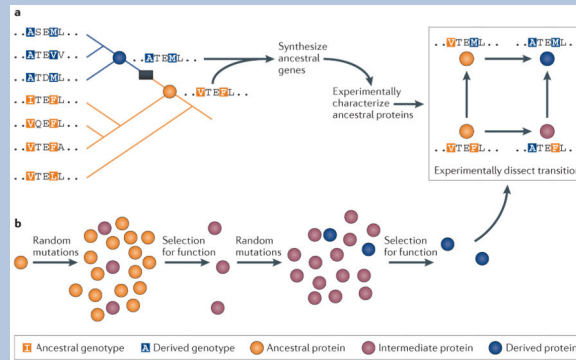 a
..ASEML..
..ATEVV..
..ATDML..
..ITEFL..
..VQEFL..
..VTEFA..
..VTELL..
..ATEML..
..VTEFL..
Synthesize
ancestral
genes
Experimentally
characterize
ancestral proteins
..VTEML.. ..ATEML..
..VTEFL.. ..ATEFL..
Experimentally dissect transition
b
Random
mutations
Selection
for function
Random
mutations
Selection
for function
I Ancestral genotype A Derived genotype Ancestral protein Intermediate protein Derived protein